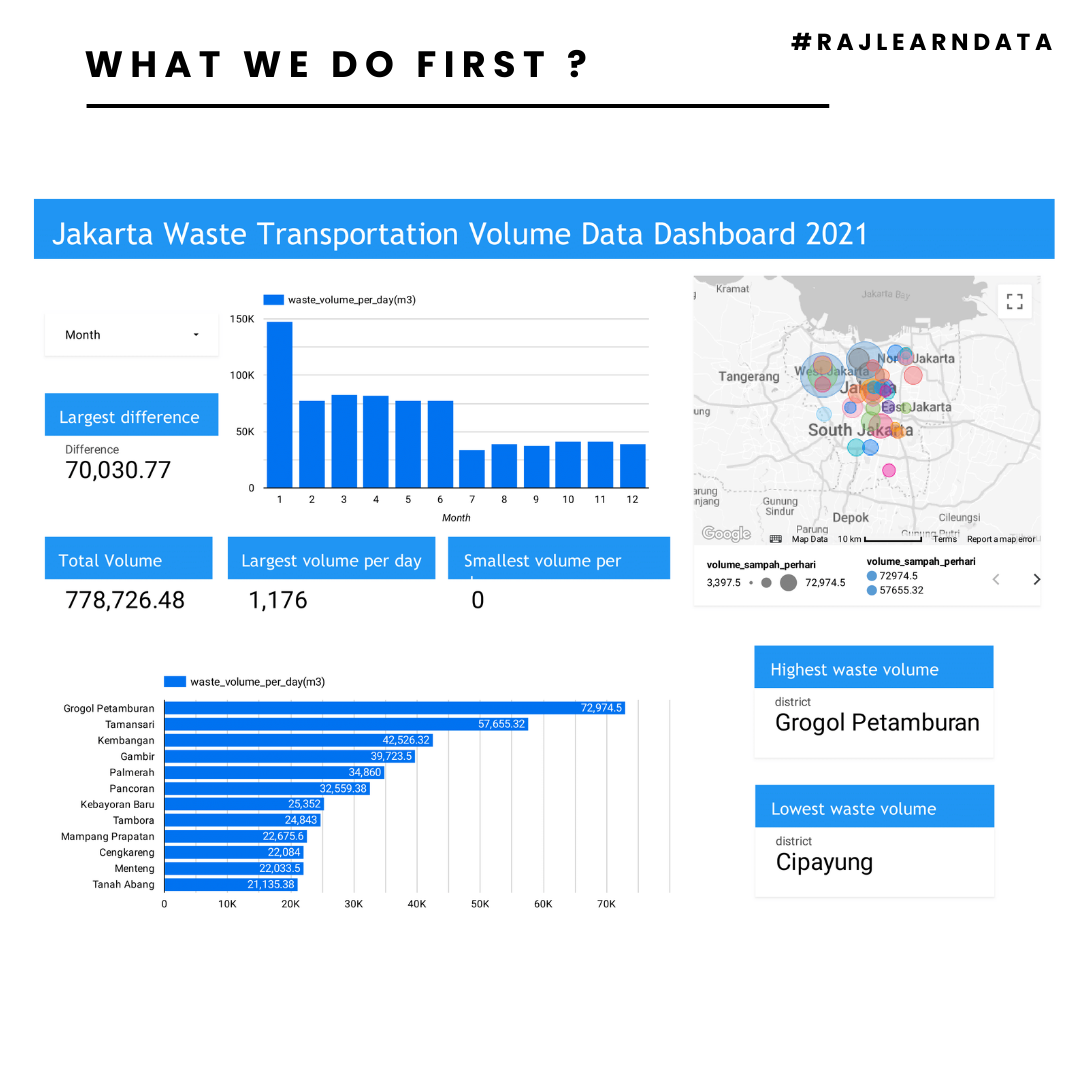 WHAT WE DO FIRST ?
#RAJLEARNDATA
Jakarta Waste Transportation Volume Data Dashboard 2021
Month
Largest difference
Difference
70,030.77
waste_volume_per_day(m3)
150K
100K
50K
0
1 2 3 4 5 6 7 8 9 10 11 12
Month
Total Volume
778,726.48
Largest volume per day
1,176
Smallest volume per
0
Kramat
Jakarta Bay
North Jakarta
West Jakarta
Tangerang
Jakarta
ung
East Jakarta
South Jakarta
arung
njang
Gunung
Sindur
Depok
Cileungsi
Parung
Gunung Putri
Google
Map Data
10 km
Terms
Report a map error
volume_sampah_perhari
3,397.5
72,974.5
volume_sampah_perhari
72974.5
57655.32
waste_volume_per_day(m3)
Grogol Petamburan 72,974.5
Tamansari 57,655.32
Kembangan 42,526.32
Gambir 39,723.5
Palmerah 34,860
Pancoran 32,559.38
Kebayoran Baru 25,352
Tambora 24,843
Mampang Prapatan 22,675.6
Cengkareng 22,084
Menteng 22,033.5
Tanah Abang 21,135.38
0 10K 20K 30K 40K 50K 60K 70K
Highest waste volume
district
Grogol Petamburan
Lowest waste volume
district
Cipayung